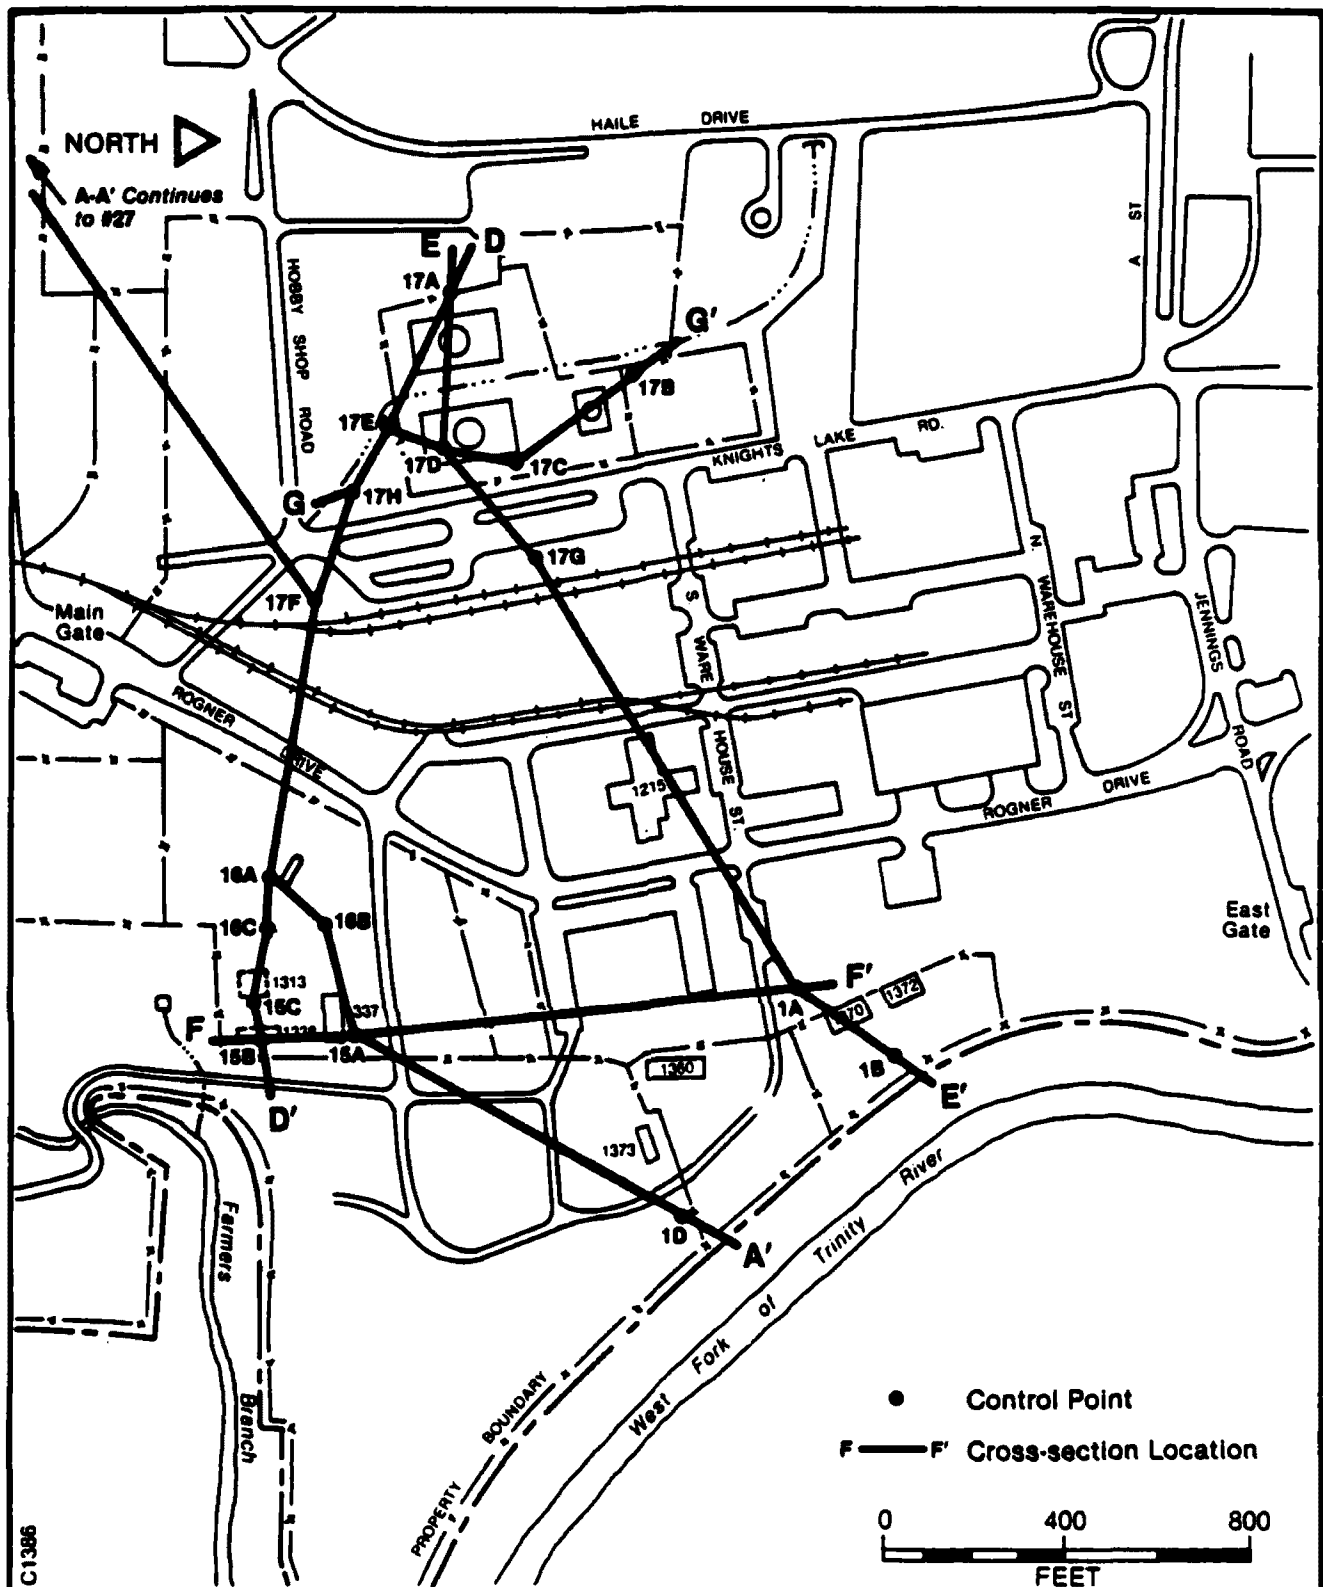 HAILE DRIVE
NORTH
A-A' Continues
to #27
A ST
E D
17A
HOBBY SHOP ROAD
G'
17B
17E
LAKE RD.
KNIGHTS
17D
17C
G
17H
17G
17F
Main
Gate
S. WARE
N. WAREHOUSE ST
JENNINGS
ROAD
ROGNER
DRIVE
HOUSE ST.
1215
DRIVE
ROGNER
16A
16B
16C
East
Gate
1313
15C
F'
1372
1A
337
F
15B
15A
1360
1B
E'
D'
1373
River
Farmers
1D
Trinity
A'
of
Fork
West
Branch
BOUNDARY
PROPERTY
Control Point
F F' Cross-section Location
0 400 800
FEET
C1386